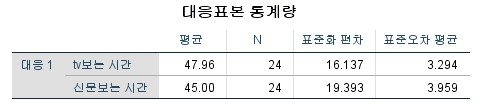 대응표본 통계량
평균 N 표준화 편차 표준오차 평균
대응 1 tv보는 시간 47.96 24 16.137 3.294
신문보는 시간 45.00 24 19.393 3.959